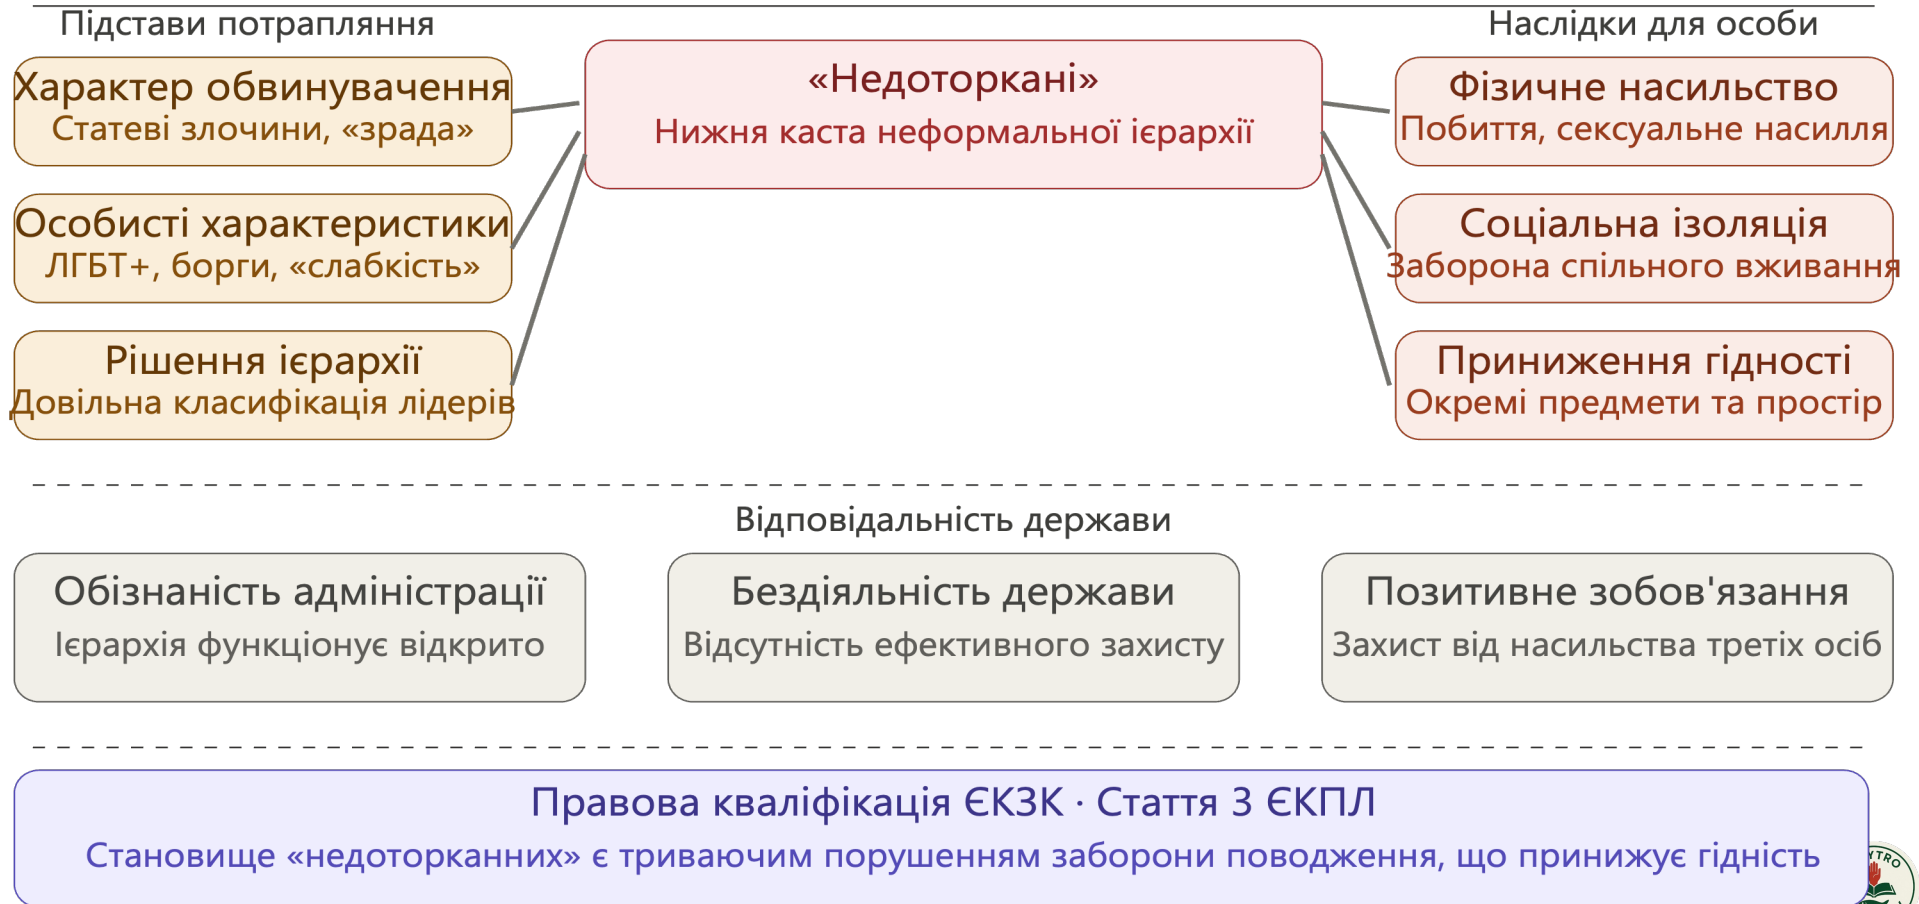 Підстави потрапляння
Наслідки для особи
Характер обвинувачення
Статеві злочини, «зрада»
«Недоторкані»
Нижня каста неформальної ієрархії
Фізичне насильство
Побиття, сексуальне насилля
Особисті характеристики
ЛГБТ+, борги, «слабкість»
Соціальна ізоляція
Заборона спільного вживання
Рішення ієрархії
Довільна класифікація лідерів
Приниження гідності
Окремі предмети та простір
Відповідальність держави
Обізнаність адміністрації
Ієрархія функціонує відкрито
Бездіяльність держави
Відсутність ефективного захисту
Позитивне зобов'язання
Захист від насильства третіх осіб
Правова кваліфікація ЄКЗК · Стаття 3 ЄКПЛ
Становище «недоторканних» є триваючим порушенням заборони поводження, що принижує гідність